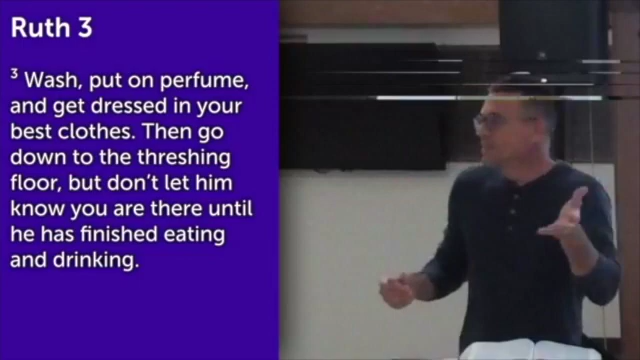 Ruth 3
3 Wash, put on perfume,
and get dressed in your
best clothes. Then go
down to the threshing
floor, but don't let him
know you are there until
he has finished eating
and drinking.